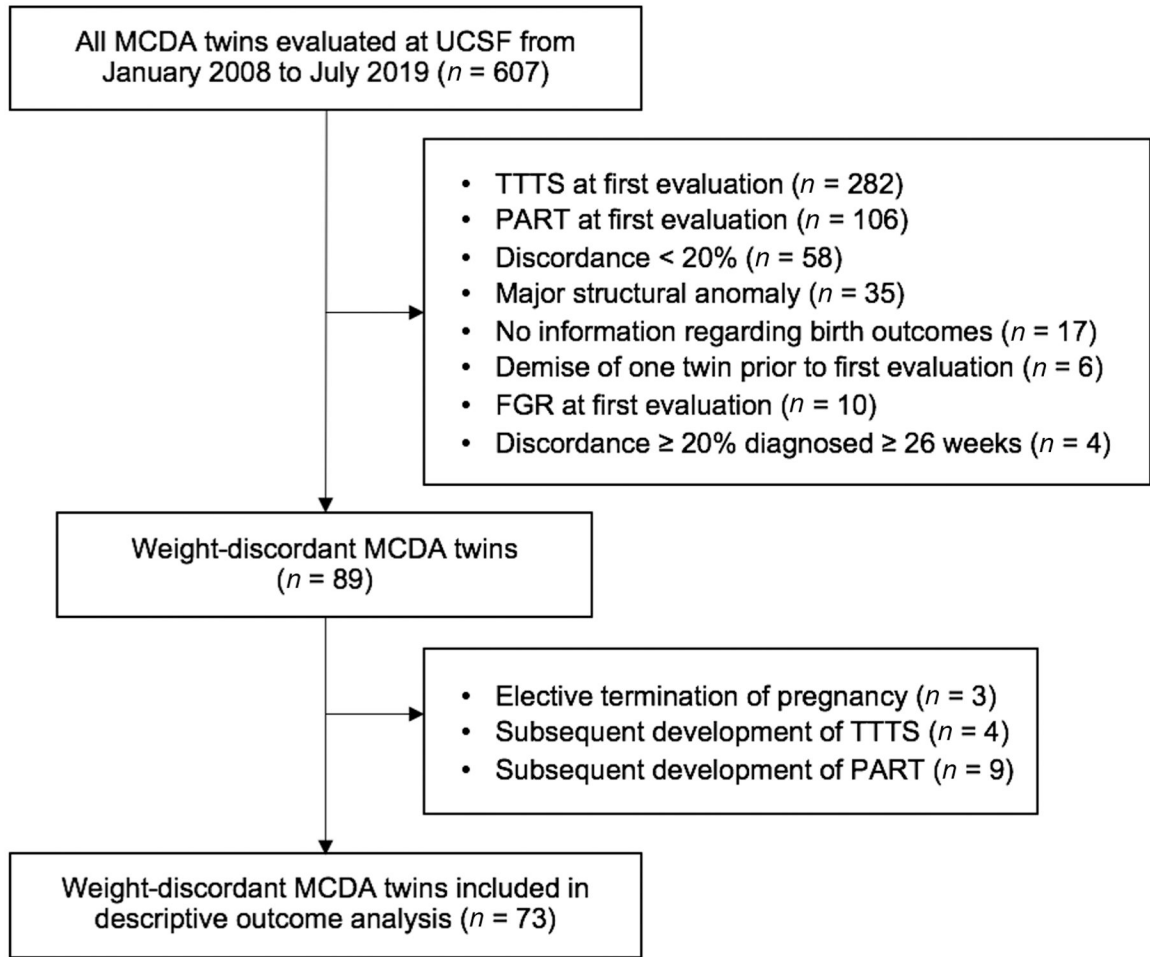 All MCDA twins evaluated at UCSF from
January 2008 to July 2019 (n = 607)
• TTTS at first evaluation (n = 282)
• PART at first evaluation (n = 106)
• Discordance < 20% (n = 58)
• Major structural anomaly (n = 35)
• No information regarding birth outcomes (n = 17)
• Demise of one twin prior to first evaluation (n = 6)
• FGR at first evaluation (n = 10)
• Discordance ≥ 20% diagnosed ≥ 26 weeks (n = 4)
Weight-discordant MCDA twins
(n = 89)
• Elective termination of pregnancy (n = 3)
• Subsequent development of TTTS (n = 4)
• Subsequent development of PART (n = 9)
Weight-discordant MCDA twins included in
descriptive outcome analysis (n = 73)